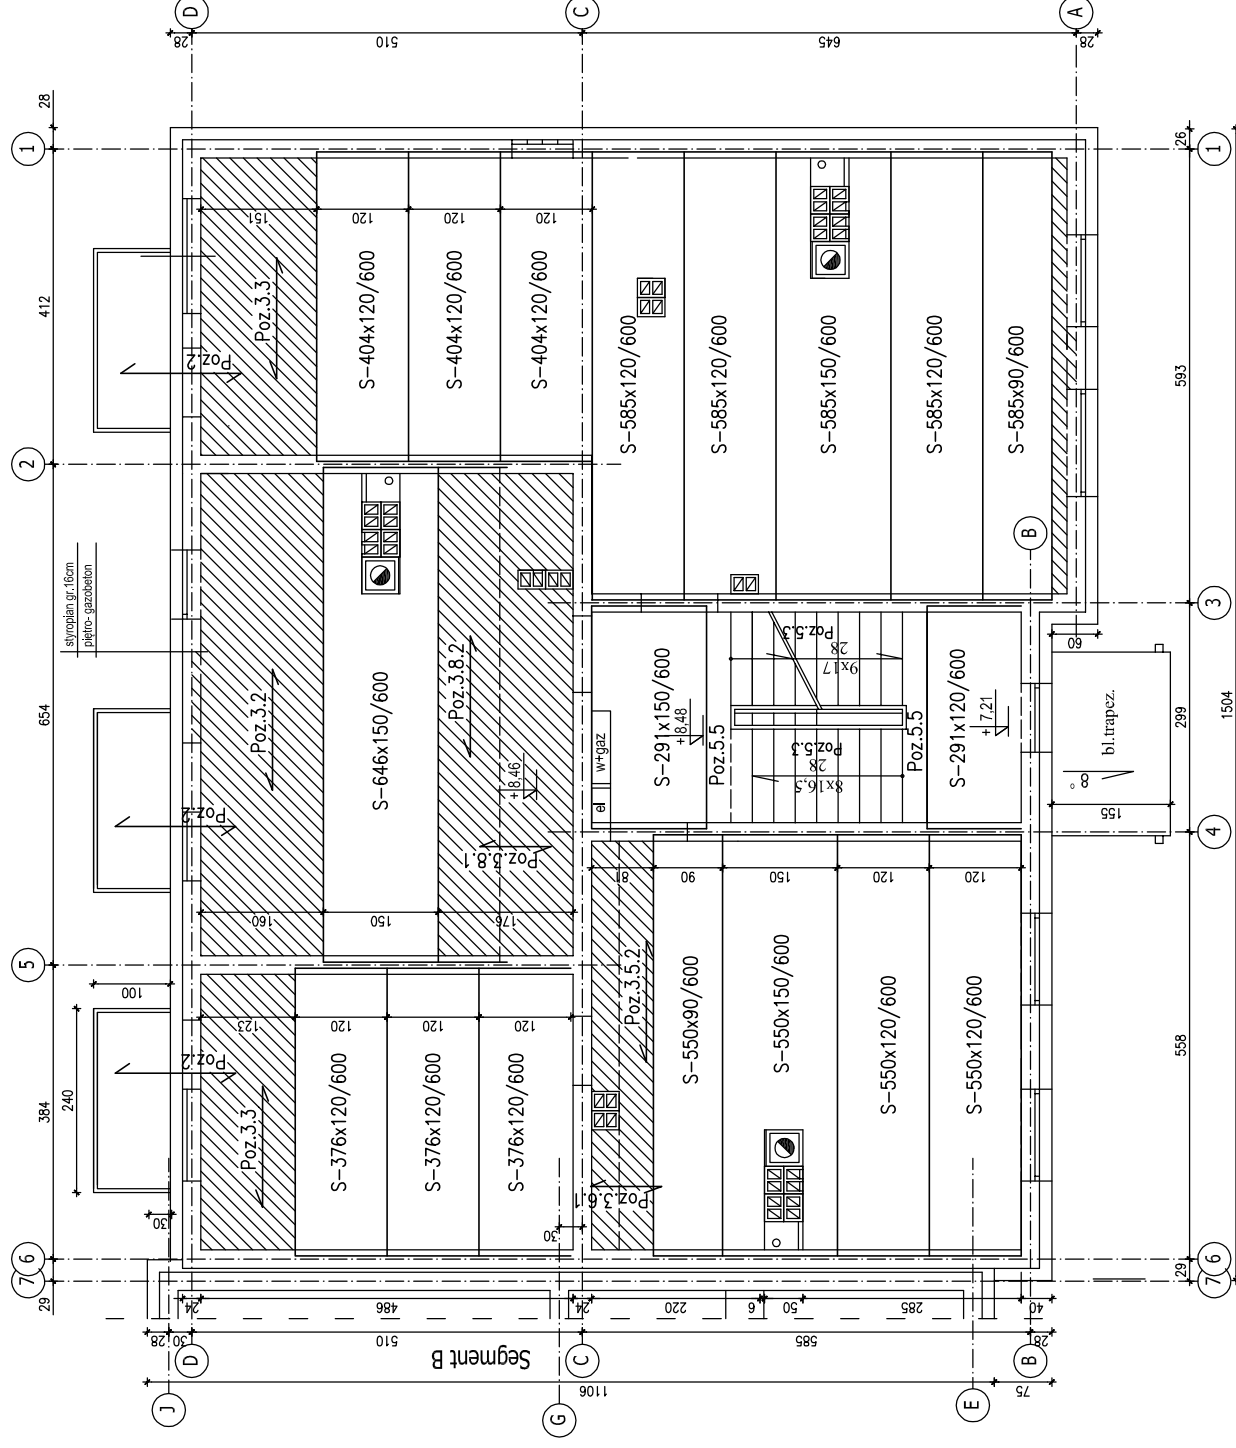 D
C
A
28
510
645
28
28
1
412
2
654
5
384
6
7
29
1
26
593
3
299
1504
4
558
6
7
29
styropian gr.16cm
piętro- gazobeton
151
120
120
120
Poz.3.3
S-404x120/600
S-404x120/600
S-404x120/600
Poz.2
S-585x120/600
S-585x120/600
S-585x150/600
S-585x120/600
S-585x90/600
B
Poz.3.2
S-646x150/600
Poz.3.8.2
+8,46
Poz.3.8.1
Poz.2
160
150
176
el
w+gaz
S-291x150/600
+8,48
Poz.5.5
Poz.5.3
28
9x17
Poz.5.3
28
8x16,5
Poz.5.5
S-291x120/600
+7,21
60
bl.trapez.
8°
155
100
240
30
123
120
120
120
Poz.2
Poz.3.3
S-376x120/600
S-376x120/600
S-376x120/600
30
81
90
150
120
120
Poz.3.5.2
S-550x90/600
S-550x150/600
S-550x120/600
S-550x120/600
Poz.3.6.1
24
486
24
220
6
50
285
40
28
30
510
585
28
D
Segment B
C
B
1106
75
J
G
E